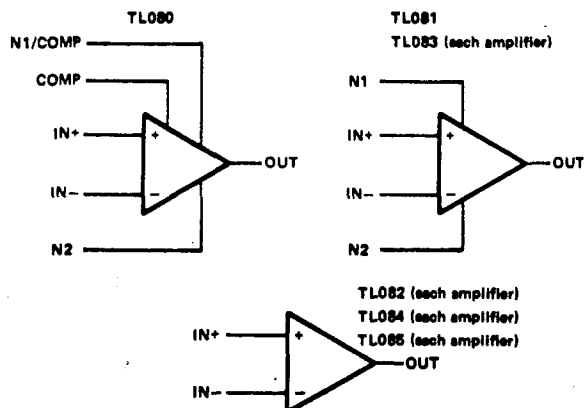 TL080
N1/COMP
COMP
IN+
+
IN−
−
OUT
N2
TL081
TL083 (each amplifier)
N1
IN+
+
IN−
−
OUT
N2
TL082 (each amplifier)
TL084 (each amplifier)
TL085 (each amplifier)
IN+
+
IN−
−
OUT